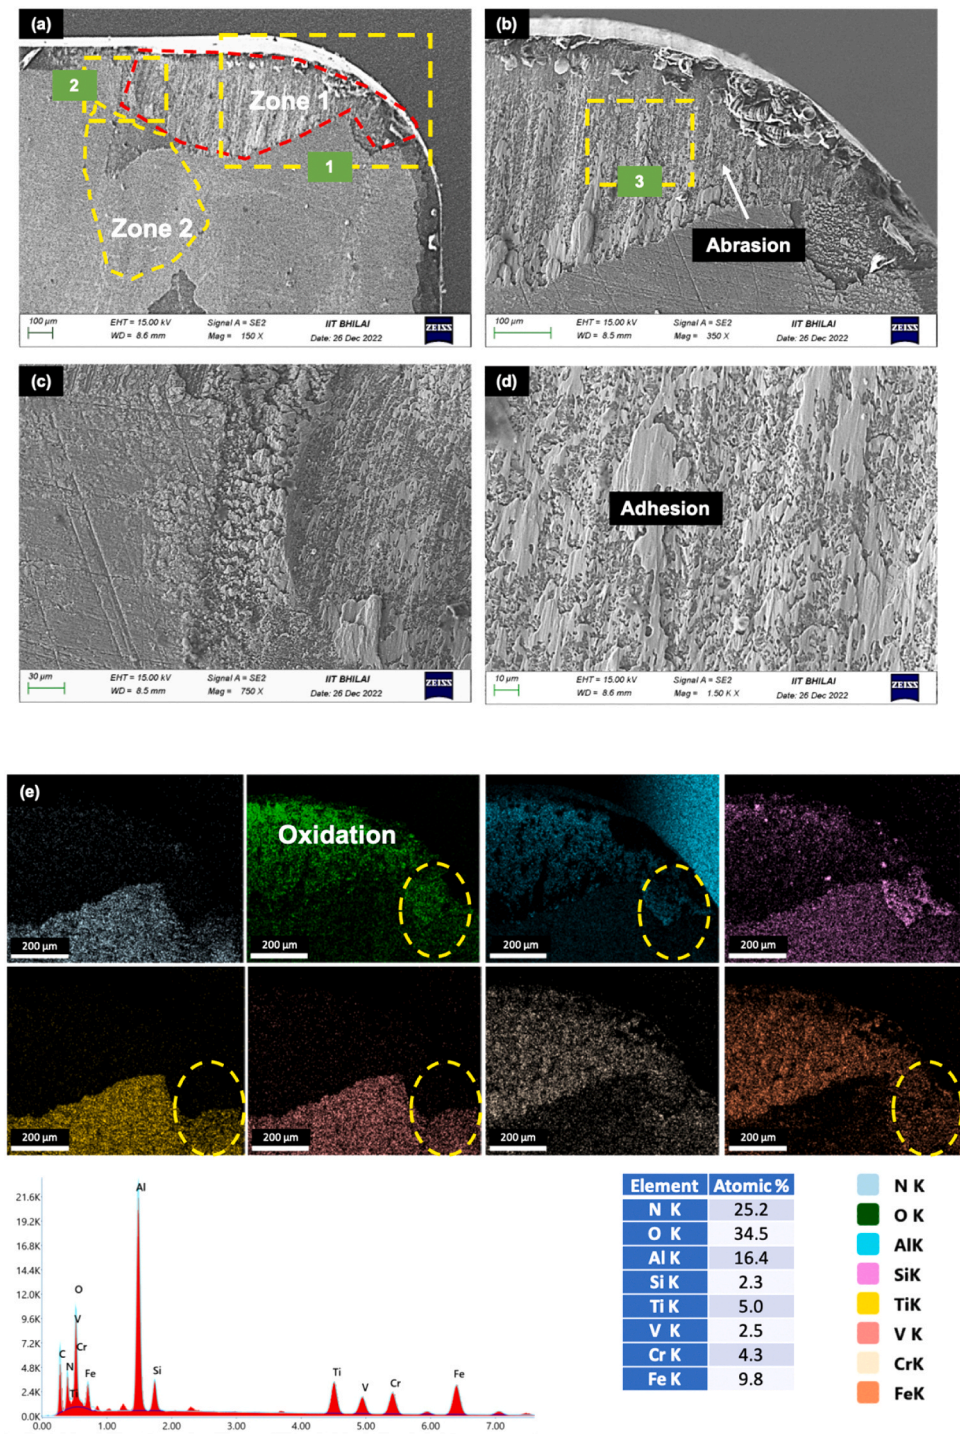 (a)
2
Zone 1
1
Zone 2
100 µm
EHT = 15.00 kV
WD = 8.6 mm
Signal A = SE2
Mag = 150 X
IIT BHILAI
Date: 26 Dec 2022
ZEISS
(b)
3
Abrasion
100 µm
EHT = 15.00 kV
WD = 8.5 mm
Signal A = SE2
Mag = 350 X
IIT BHILAI
Date: 26 Dec 2022
ZEISS
(c)
30 µm
EHT = 15.00 kV
WD = 8.5 mm
Signal A = SE2
Mag = 750 X
IIT BHILAI
Date: 26 Dec 2022
ZEISS
(d)
Adhesion
10 µm
EHT = 15.00 kV
WD = 8.6 mm
Signal A = SE2
Mag = 1.50 K X
IIT BHILAI
Date: 26 Dec 2022
ZEISS
(e)
Oxidation
200 µm
200 µm
200 µm
200 µm
200 µm
200 µm
200 µm
200 µm
21.6K
19.2K
16.8K
14.4K
12.0K
9.6K
7.2K
4.8K
2.4K
0.0K
0.00
1.00
2.00
3.00
4.00
5.00
6.00
7.00
C
O
V
Cr
N
Fe
Ti
Al
Si
Ti
V
Cr
Fe
Element Atomic %
N K 25.2
O K 34.5
Al K 16.4
Si K 2.3
Ti K 5.0
V K 2.5
Cr K 4.3
Fe K 9.8
N K
O K
AlK
SiK
TiK
V K
CrK
FeK